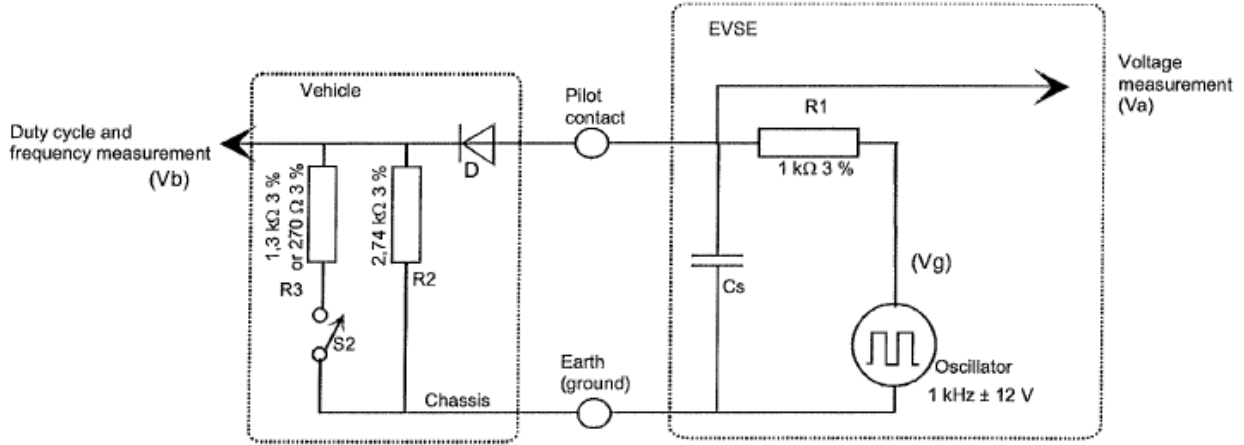 EVSE
Voltage
measurement
(Va)
Vehicle
Pilot
contact
R1
Duty cycle and
frequency measurement
(Vb)
D
1 kΩ 3 %
1,3 kΩ 3 %
or 270 Ω 3 %
2,74 kΩ 3 %
R3
R2
Cs
(Vg)
S2
Earth
(ground)
Oscillator
1 kHz ± 12 V
Chassis